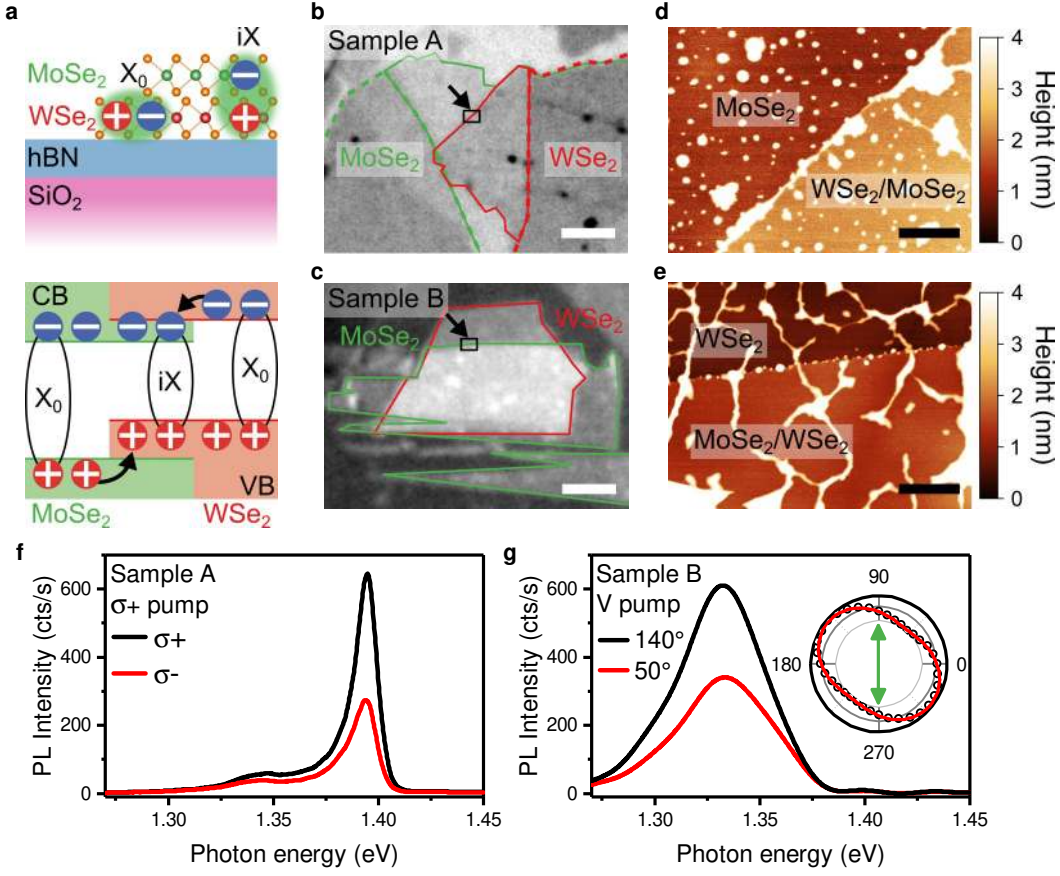 a
iX
MoSe₂
X₀
WSe₂
hBN
SiO₂
CB
X₀
iX
X₀
VB
MoSe₂
WSe₂
b
Sample A
MoSe₂
WSe₂
c
Sample B
MoSe₂
WSe₂
d
MoSe₂
WSe₂/MoSe₂
4
3
2
1
0
Height (nm)
e
WSe₂
MoSe₂/WSe₂
4
3
2
1
0
Height (nm)
f
Sample A
σ+ pump
σ+
σ-
600
400
200
0
PL Intensity (cts/s)
1.30
1.35
1.40
1.45
Photon energy (eV)
g
Sample B
V pump
140°
50°
90
180
0
270
600
400
200
0
PL Intensity (cts/s)
1.30
1.35
1.40
1.45
Photon energy (eV)